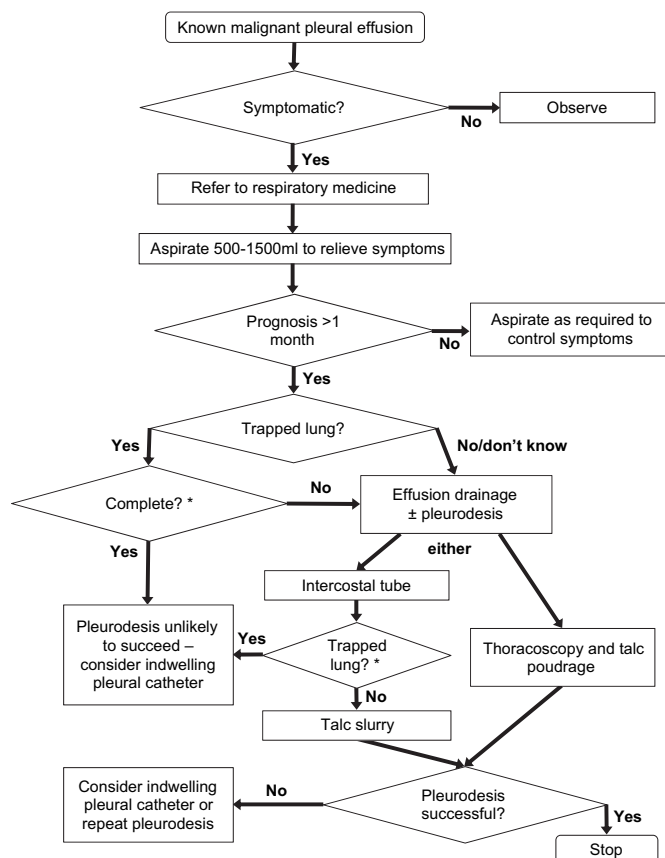 Known malignant pleural effusion
Symptomatic?
No
Observe
Yes
Refer to respiratory medicine
Aspirate 500-1500ml to relieve symptoms
Prognosis >1
month
No
Aspirate as required to
control symptoms
Yes
Trapped lung?
Yes
No/don’t know
Complete? *
No
Effusion drainage
± pleurodesis
Yes
either
Intercostal tube
Pleurodesis unlikely
to succeed –
consider indwelling
pleural catheter
Yes
Trapped
lung? *
Thoracoscopy and talc
poudrage
No
Talc slurry
Consider indwelling
pleural catheter or
repeat pleurodesis
No
Pleurodesis
successful?
Yes
Stop